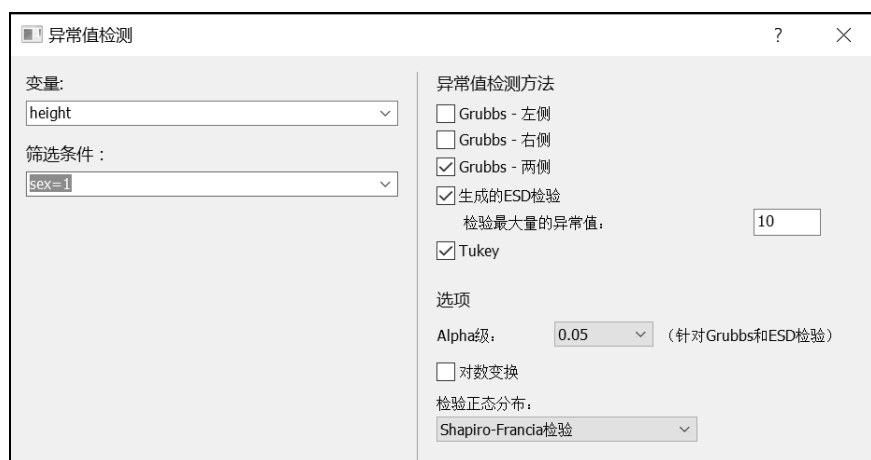 异常值检测
变量:
height
筛选条件：
sex=1
异常值检测方法
Grubbs - 左侧
Grubbs - 右侧
Grubbs - 两侧
生成的ESD检验
检验最大量的异常值： 10
Tukey
选项
Alpha级： 0.05 （针对Grubbs和ESD检验）
对数变换
检验正态分布：
Shapiro-Francia检验